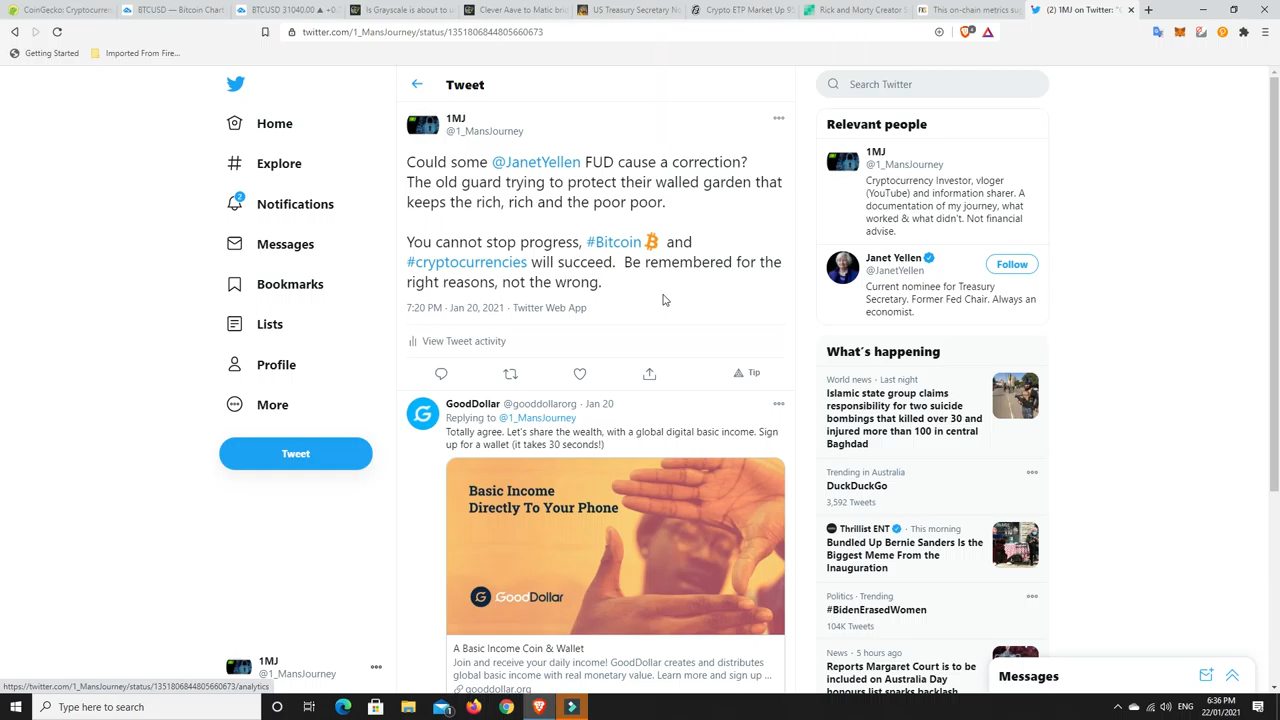 CoinGecko: Cryptocurrenc
BTCUSD — Bitcoin Chart
BTCUSD 31040.00 ▲ +0.
Is Grayscale is about to u
Clever Aave to Matic bri
US Treasury Secretary No
Crypto ETP Market Up 95
Rick and Morty Creator S
This on-chain metrics sug
(2) 1MJ on Twitter: "C
twitter.com/1_MansJourney/status/1351806844805660673
Getting Started
Imported From Fire...
Home
Explore
2
Notifications
Messages
Bookmarks
Lists
Profile
More
Tweet
1MJ
@1_MansJourney
Tweet
1MJ
@1_MansJourney
Could some @JanetYellen FUD cause a correction?
The old guard trying to protect their walled garden that
keeps the rich, rich and the poor poor.
You cannot stop progress, #Bitcoin and
#cryptocurrencies will succeed. Be remembered for the
right reasons, not the wrong.
7:20 PM · Jan 20, 2021 · Twitter Web App
View Tweet activity
Tip
GoodDollar @gooddollarorg · Jan 20
Replying to @1_MansJourney
Totally agree. Let's share the wealth, with a global digital basic income. Sign
up for a wallet (it takes 30 seconds!)
Basic Income
Directly To Your Phone
GoodDollar
A Basic Income Coin & Wallet
Join and receive your daily income! GoodDollar creates and distributes
global basic income with real monetary value. Learn more and sign up ...
gooddollar.org
Search Twitter
Relevant people
1MJ
@1_MansJourney
Cryptocurrency Investor, vloger
(YouTube) and information sharer. A
documentation of my journey, what
worked & what didn't. Not financial
advise.
Janet Yellen
@JanetYellen
Follow
Current nominee for Treasury
Secretary. Former Fed Chair. Always an
economist.
What's happening
World news · Last night
Islamic state group claims
responsibility for two suicide
bombings that killed over 30 and
injured more than 100 in central
Baghdad
Trending in Australia
DuckDuckGo
3,592 Tweets
Thrillist ENT · This morning
Bundled Up Bernie Sanders Is the
Biggest Meme From the
Inauguration
Politics · Trending
#BidenErasedWomen
104K Tweets
News · 5 hours ago
Reports Margaret Court is to be
included on Australia Day
honours list sparks backlash
Messages
https://twitter.com/1_MansJourney/status/1351806844805660673/analytics
Type here to search
ENG
6:36 PM
22/01/2021